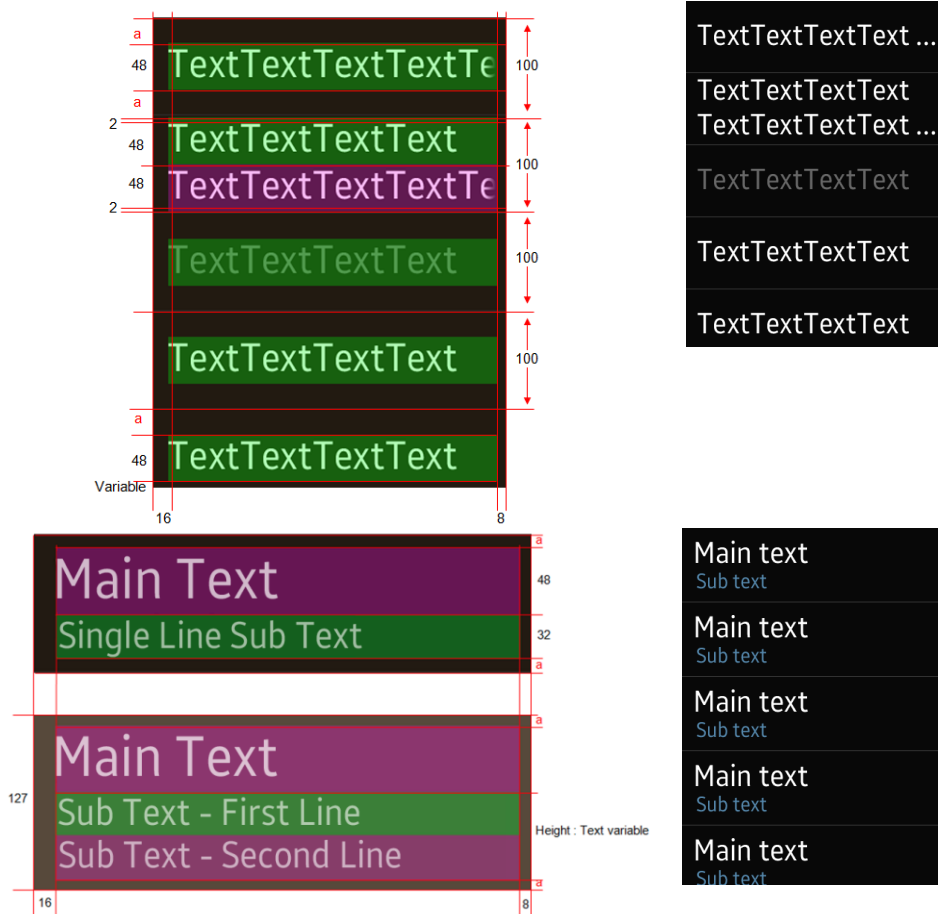 a
48
TextTextTextTextTe
100
a
2
48
TextTextTextText
100
48
TextTextTextTextTe
2
TextTextTextText
100
TextTextTextText
100
a
48
TextTextTextText
Variable
16
8
TextTextTextText ...
TextTextTextText
TextTextTextText ...
TextTextTextText
TextTextTextText
TextTextTextText
a
Main Text
48
Single Line Sub Text
32
a
a
Main Text
127
Sub Text - First Line
Height : Text variable
Sub Text - Second Line
a
16
8
Main text
Sub text
Main text
Sub text
Main text
Sub text
Main text
Sub text
Main text
Sub text